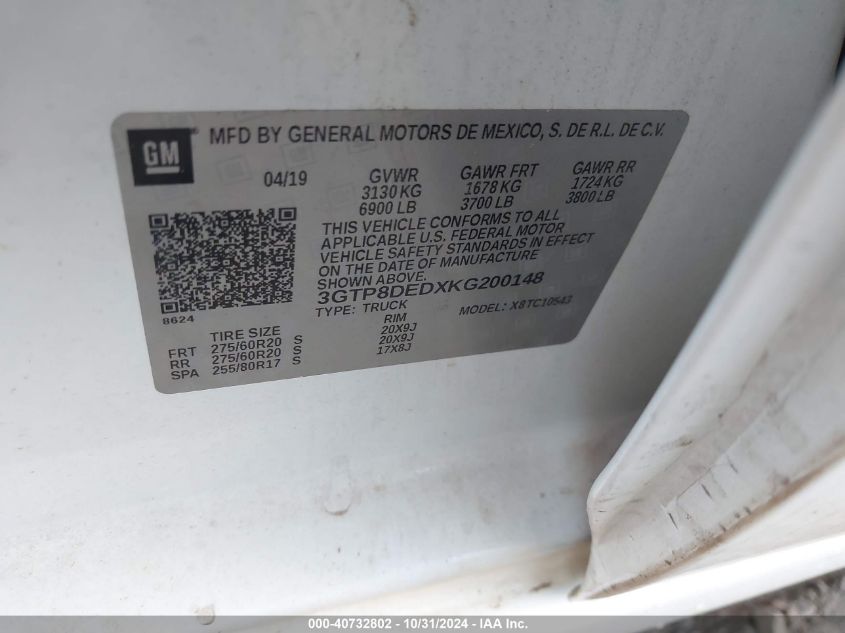 GM
MFD BY GENERAL MOTORS DE MEXICO, S. DE R.L. DE C.V.
04/19
GVWR
3130 KG
6900 LB
GAWR FRT
1678 KG
3700 LB
GAWR RR
1724 KG
3800 LB
THIS VEHICLE CONFORMS TO ALL
APPLICABLE U.S. FEDERAL MOTOR
VEHICLE SAFETY STANDARDS IN EFFECT
ON THE DATE OF MANUFACTURE
SHOWN ABOVE.
3GTP8DEDXKG200148
TYPE: TRUCK MODEL: X8TC10543
8624
TIRE SIZE RIM
FRT 275/60R20 S 20X9J
RR 275/60R20 S 20X9J
SPA 255/80R17 S 17X8J
000-40732802 - 10/31/2024 - IAA Inc.